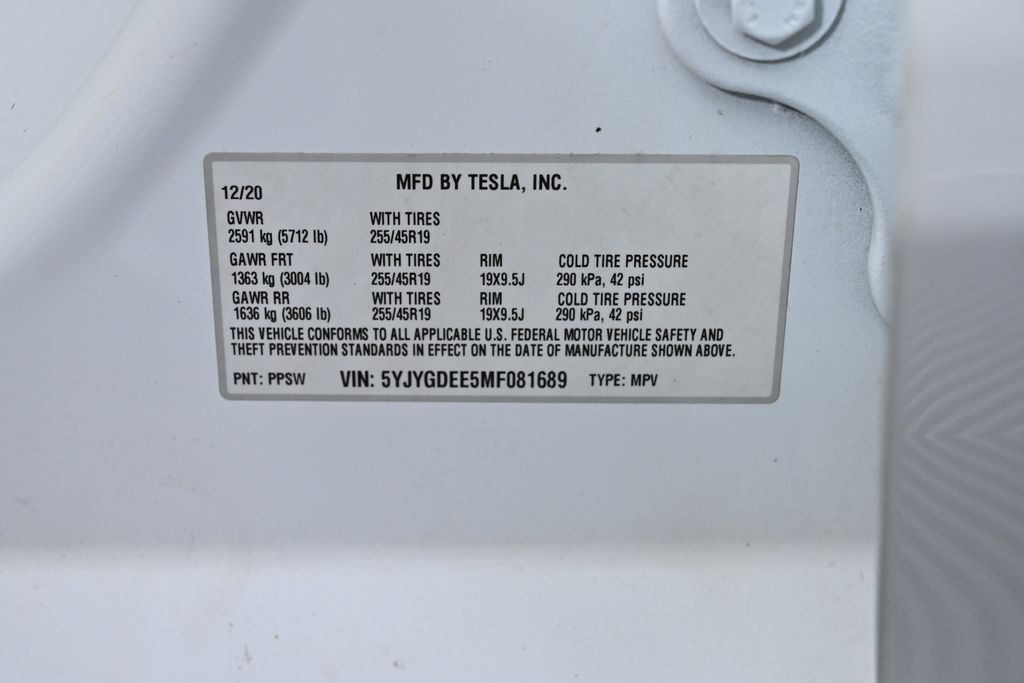 MFD BY TESLA, INC.
12/20
GVWR WITH TIRES
2591 kg (5712 lb) 255/45R19
GAWR FRT WITH TIRES RIM COLD TIRE PRESSURE
1363 kg (3004 lb) 255/45R19 19X9.5J 290 kPa, 42 psi
GAWR RR WITH TIRES RIM COLD TIRE PRESSURE
1636 kg (3606 lb) 255/45R19 19X9.5J 290 kPa, 42 psi
THIS VEHICLE CONFORMS TO ALL APPLICABLE U.S. FEDERAL MOTOR VEHICLE SAFETY AND
THEFT PREVENTION STANDARDS IN EFFECT ON THE DATE OF MANUFACTURE SHOWN ABOVE.
PNT: PPSW VIN: 5YJYGDEE5MF081689 TYPE: MPV